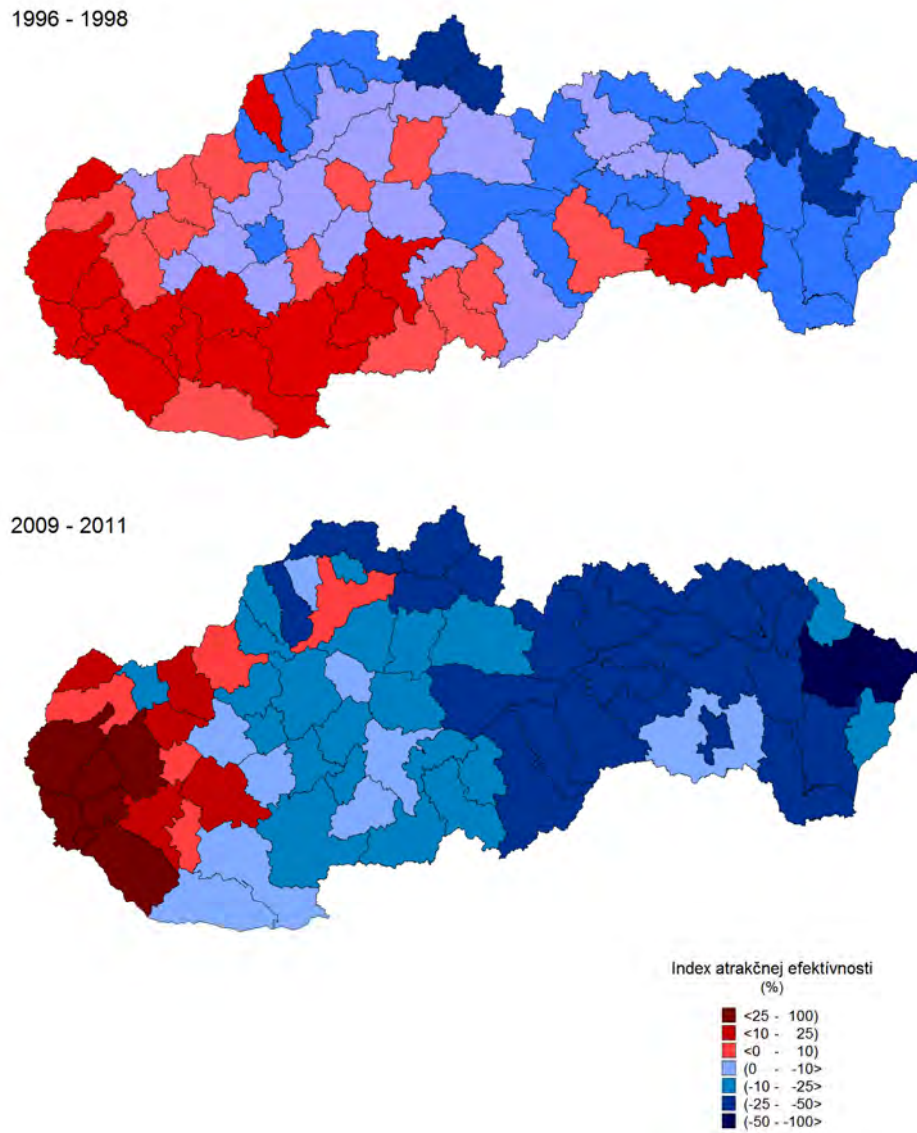 1996 - 1998
2009 - 2011
Index atrakčnej efektívnosti
(%)
<25 - 100)
<10 - 25)
<0 - 10)
(0 - -10>
(-10 - -25>
(-25 - -50>
(-50 - -100>